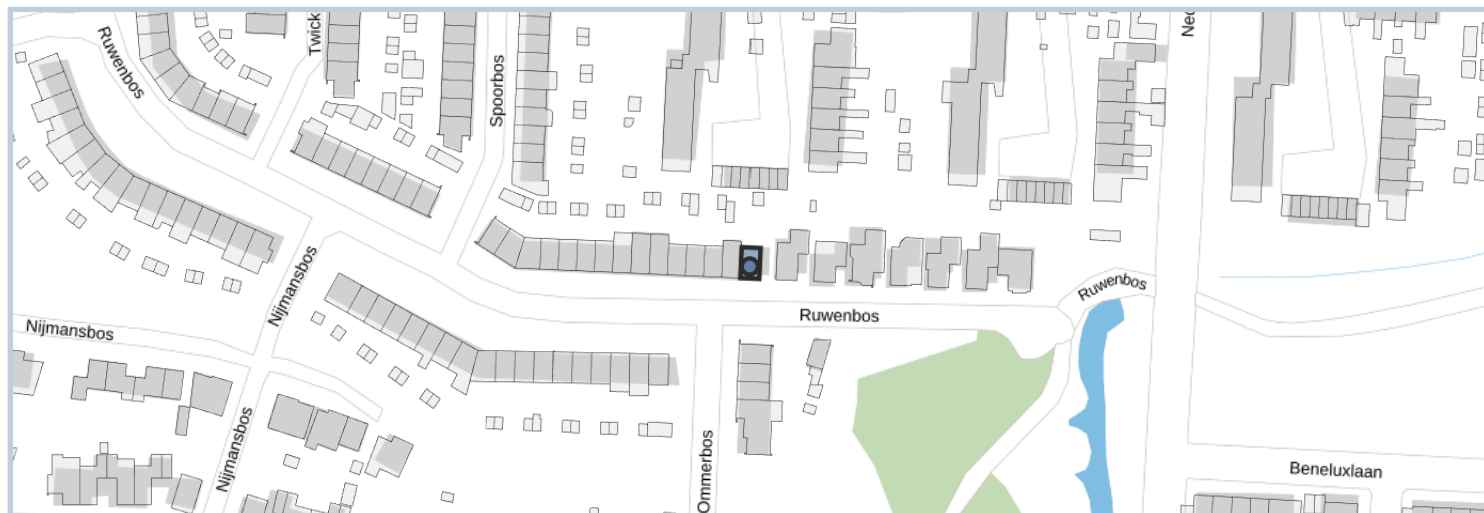 Ruwenbos
Twick
Spoorbos
Ned
Nijmansbos
Nijmansbos
Nijmansbos
Ruwenbos
Ruwenbos
Ommerbos
Beneluxlaan